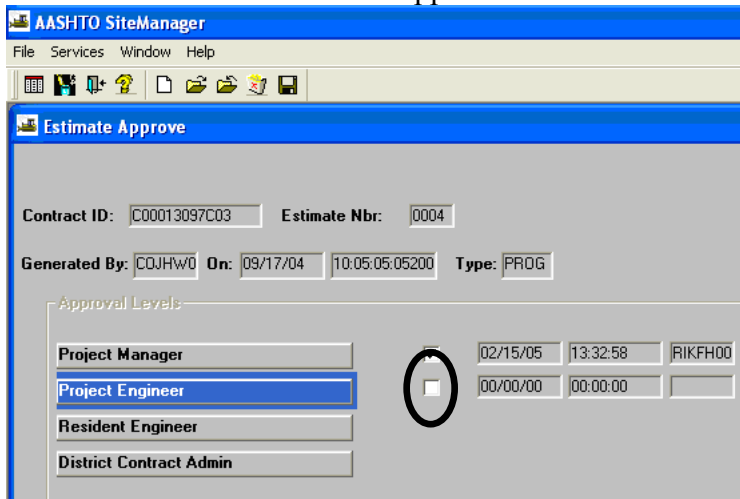 AASHTO SiteManager
File Services Window Help
Estimate Approve
Contract ID: C00013097C03 Estimate Nbr: 0004
Generated By: COJHW0 On: 09/17/04 10:05:05:05200 Type: PROG
Approval Levels
Project Manager 02/15/05 13:32:58 RIKFH00
Project Engineer 00/00/00 00:00:00
Resident Engineer
District Contract Admin